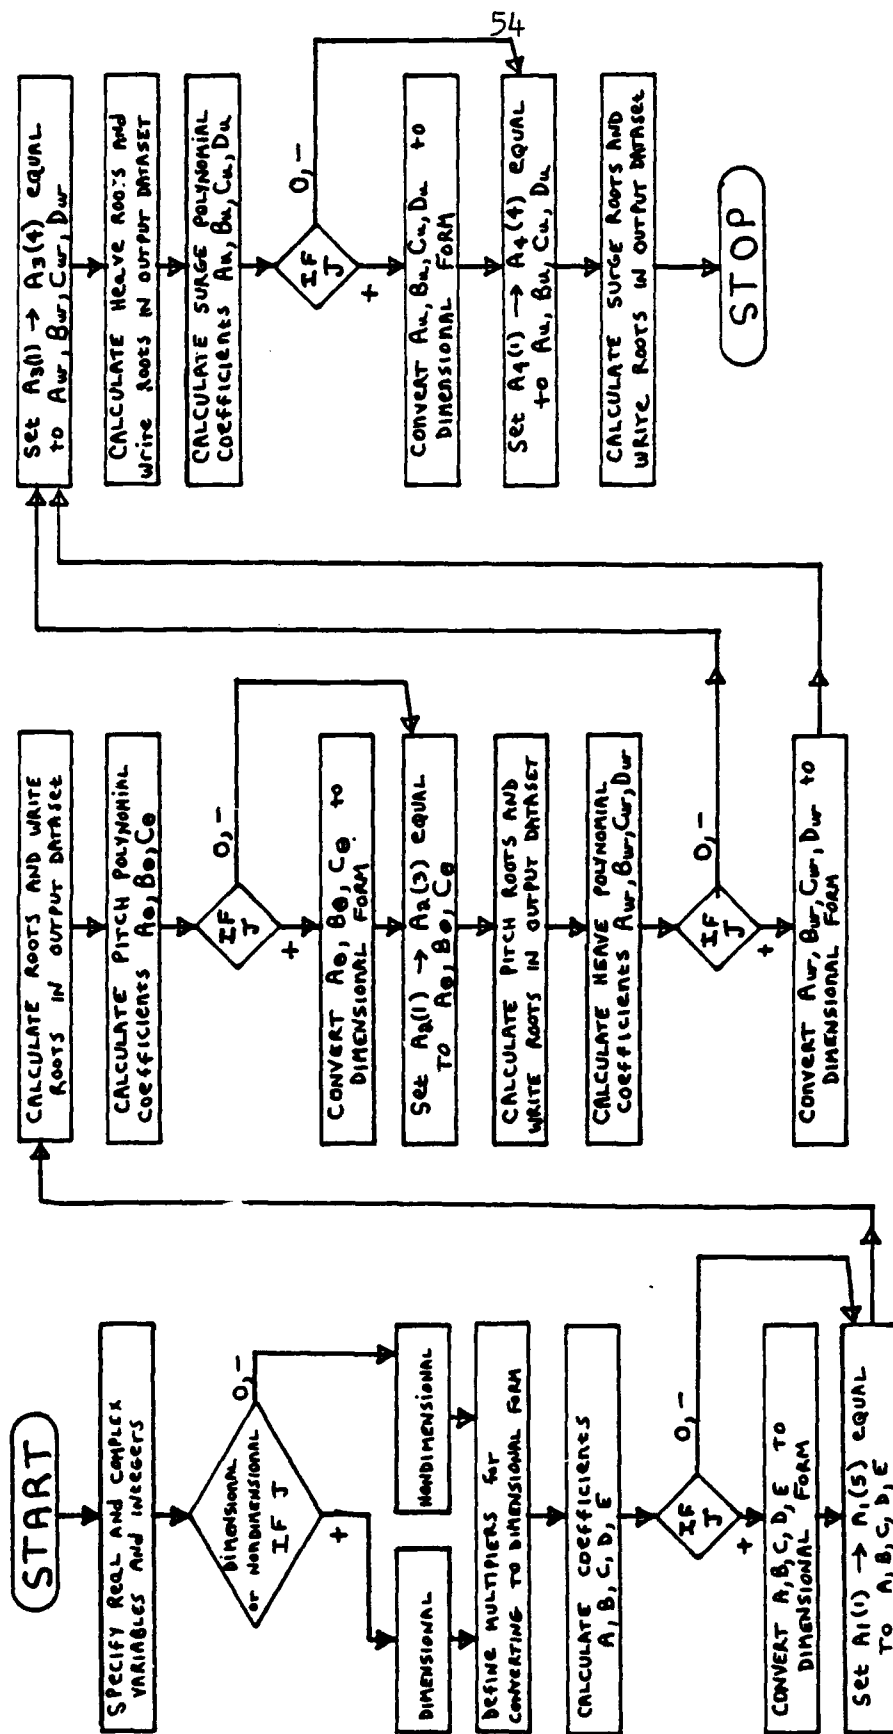 54
START
SPECIFY REAL AND COMPLEX
VARIABLES AND INTEGERS
DIMENSIONAL
or NONDIMENSIONAL
IF J
0,-
+
DIMENSIONAL
NONDIMENSIONAL
DEFINE MULTIPLIERS for
CONVERTING TO DIMENSIONAL FORM
CALCULATE COEFFICIENTS
A, B, C, D, E
IF
J
0,-
+
CONVERT A, B, C, D, E TO
DIMENSIONAL FORM
Set A1(1) → A1(5) EQUAL
TO A, B, C, D, E
CALCULATE ROOTS AND WRITE
ROOTS IN OUTPUT DATASET
CALCULATE PITCH POLYNOMIAL
COEFFICIENTS Aθ, Bθ, Cθ
IF
J
0,-
+
CONVERT Aθ, Bθ, Cθ to
DIMENSIONAL FORM
Set A2(1) → A2(3) EQUAL
TO Aθ, Bθ, Cθ
CALCULATE PITCH ROOTS AND
WRITE ROOTS IN OUTPUT DATASET
CALCULATE HEAVE POLYNOMIAL
COEFFICIENTS Aw, Bw, Cw, Dw
IF
J
0,-
+
CONVERT Aw, Bw, Cw, Dw to
DIMENSIONAL FORM
Set A3(1) → A3(4) equal
to Aw, Bw, Cw, Dw
CALCULATE HEAVE ROOTS AND
Write ROOTS IN OUTPUT DATASET
CALCULATE SURGE POLYNOMIAL
COEFFICIENTS Au, Bu, Cu, Du
IF
J
0,-
+
CONVERT Au, Bu, Cu, Du to
DIMENSIONAL FORM
Set A4(1) → A4(4) equal
to Au, Bu, Cu, Du
CALCULATE SURGE ROOTS AND
WRITE ROOTS IN OUTPUT DATASET
STOP